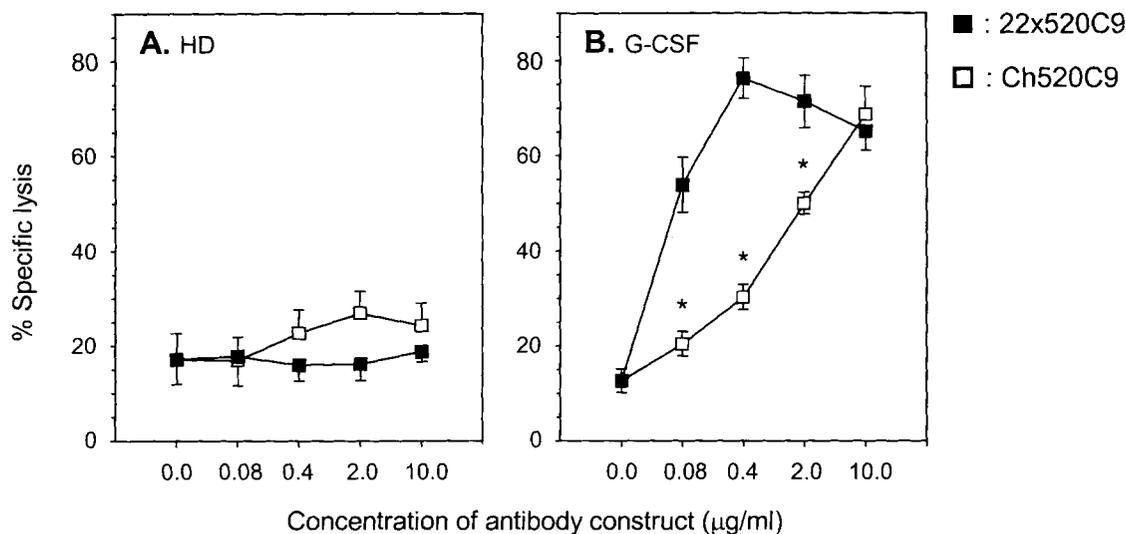 A. HD
B. G-CSF
■ : 22x520C9
□ : Ch520C9
% Specific lysis
80
60
40
20
0
80
60
40
20
0
*
*
*
0.0 0.08 0.4 2.0 10.0
0.0 0.08 0.4 2.0 10.0
Concentration of antibody construct (μg/ml)